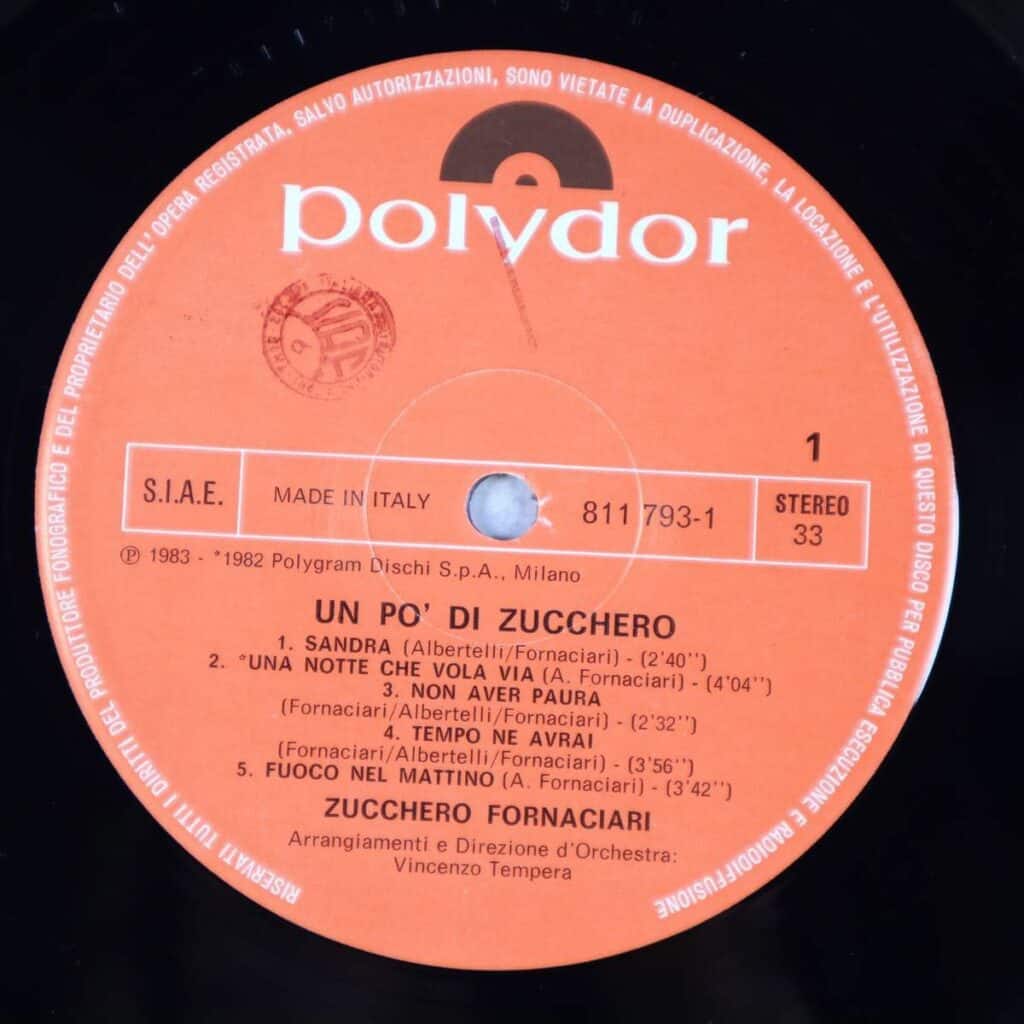 RISERVATI TUTTI I DIRITTI DEL PRODUTTORE FONOGRAFICO E DEL PROPRIETARIO DELL'OPERA REGISTRATA. SALVO AUTORIZZAZIONI, SONO VIETATE LA DUPLICAZIONE, LA LOCAZIONE E L'UTILIZZAZIONE DI QUESTO DISCO PER PUBBLICA ESECUZIONE E RADIODIFFUSIONE
polydor
1
S.I.A.E.
MADE IN ITALY
811 793-1
STEREO
33
℗ 1983 - *1982 Polygram Dischi S.p.A., Milano
UN PO' DI ZUCCHERO
1. SANDRA (Albertelli/Fornaciari) - (2'40'')
2. *UNA NOTTE CHE VOLA VIA (A. Fornaciari) - (4'04'')
3. NON AVER PAURA
(Fornaciari/Albertelli/Fornaciari) - (2'32'')
4. TEMPO NE AVRAI
(Fornaciari/Albertelli/Fornaciari) - (3'56'')
5. FUOCO NEL MATTINO (A. Fornaciari) - (3'42'')
ZUCCHERO FORNACIARI
Arrangiamenti e Direzione d'Orchestra:
Vincenzo Tempera